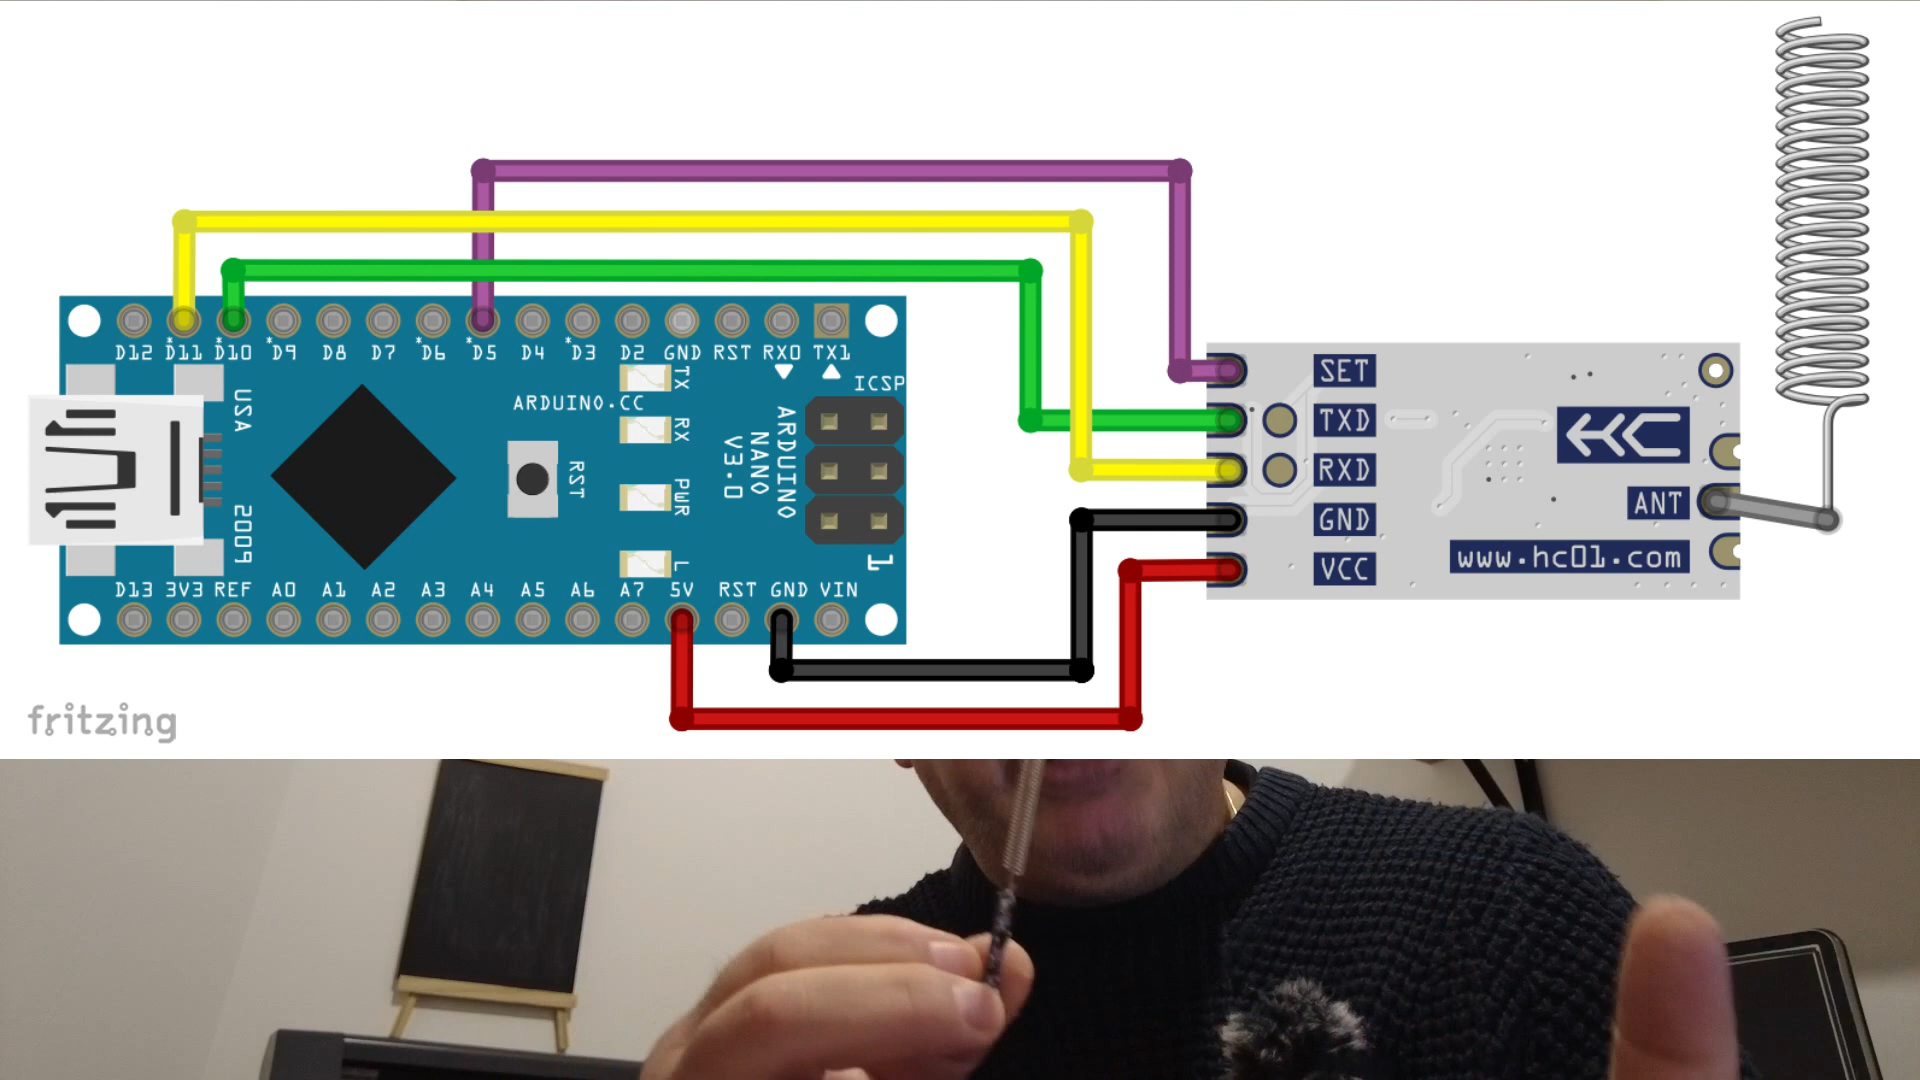 D12 *D11 *D10 *D9 D8 D7 *D6 *D5 D4 *D3 D2 GND RST RX0 TX1
TX
ICSP
ARDUINO.CC
USA
RX
ARDUINO
NANO
V3.0
RST
PWR
2009
L
1
D13 3V3 REF A0 A1 A2 A3 A4 A5 A6 A7 5V RST GND VIN
SET
TXD
RXD
GND
VCC
HC
ANT
www.hc01.com
fritzing